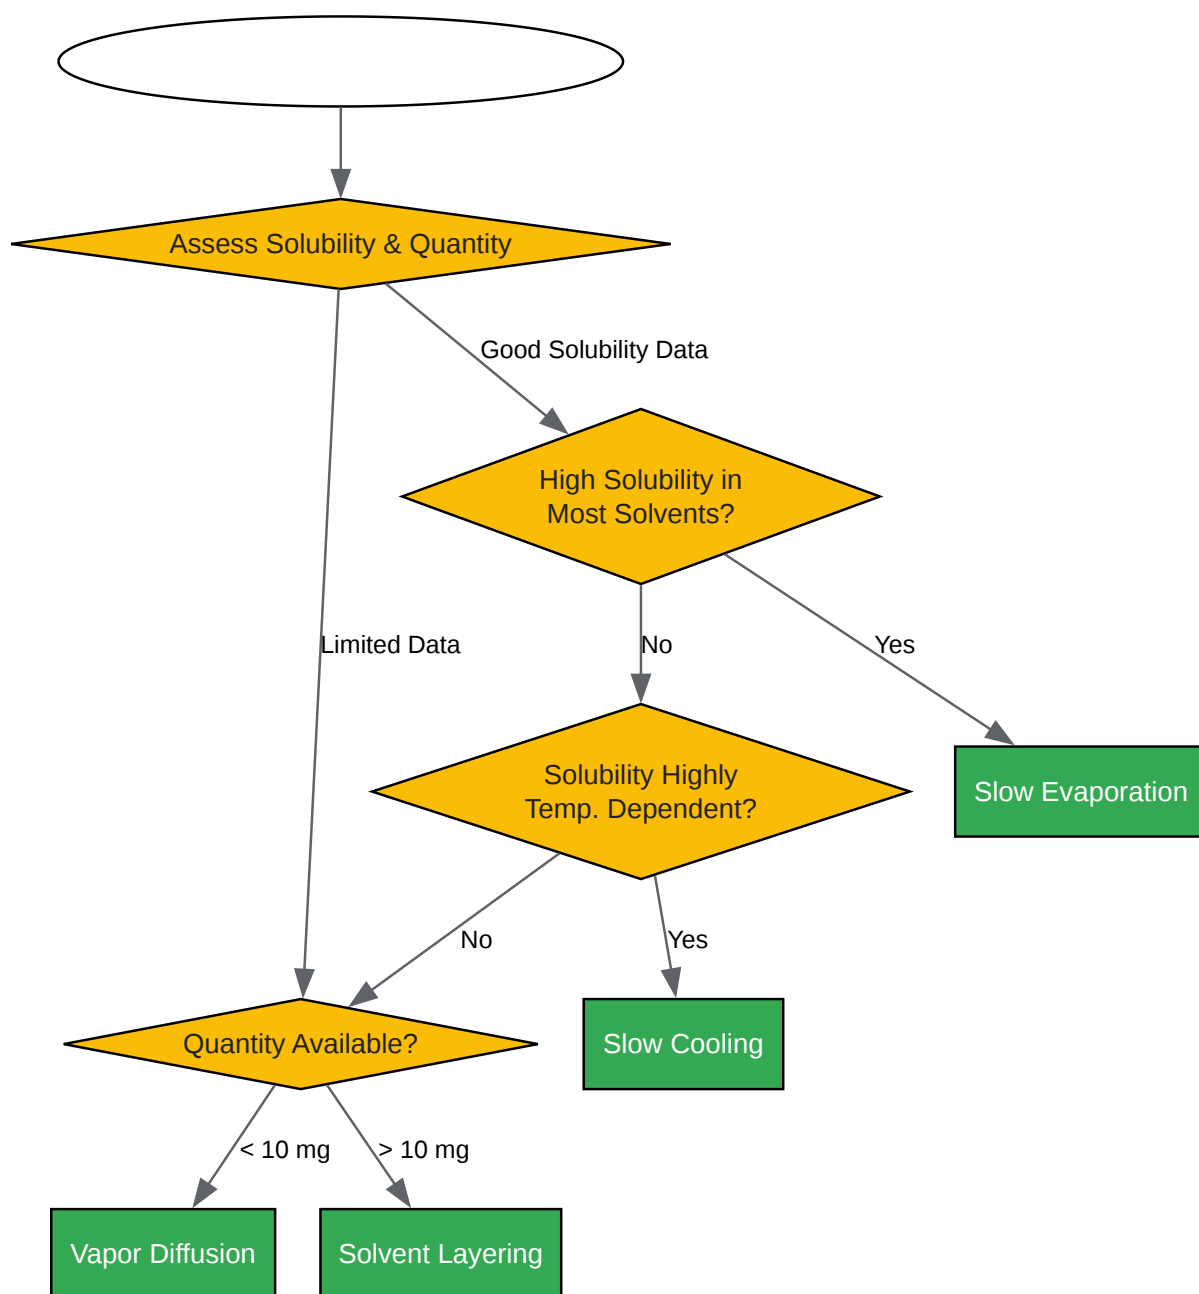 Assess Solubility & Quantity
Good Solubility Data
High Solubility in
Most Solvents?
Limited Data
No
Yes
Solubility Highly
Temp. Dependent?
Slow Evaporation
No
Yes
Quantity Available?
Slow Cooling
< 10 mg
> 10 mg
Vapor Diffusion
Solvent Layering